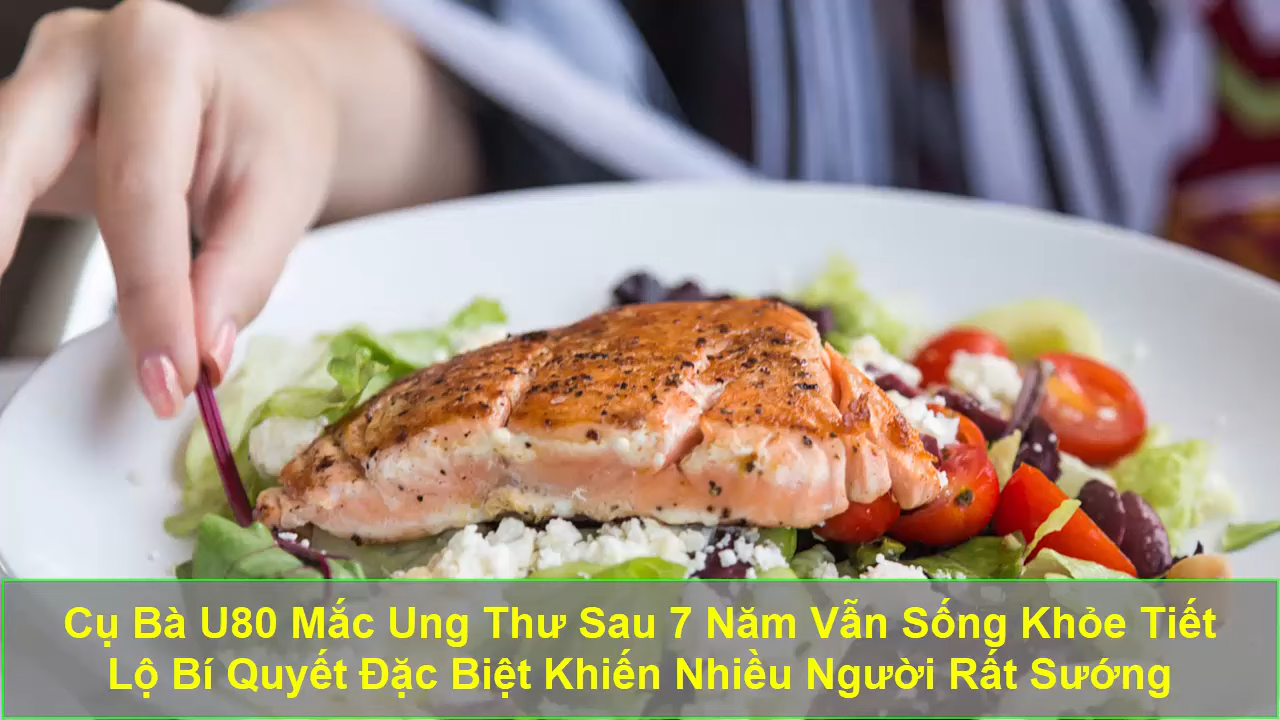 Cụ Bà U80 Mắc Ung Thư Sau 7 Năm Vẫn Sống Khỏe Tiết
Lộ Bí Quyết Đặc Biệt Khiến Nhiều Người Rất Sướng